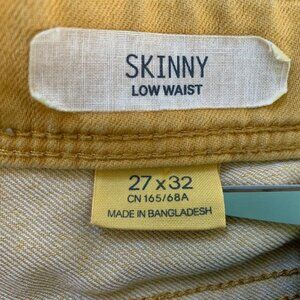 SKINNY
LOW WAIST
27 x 32
CN 165/68A
MADE IN BANGLADESH